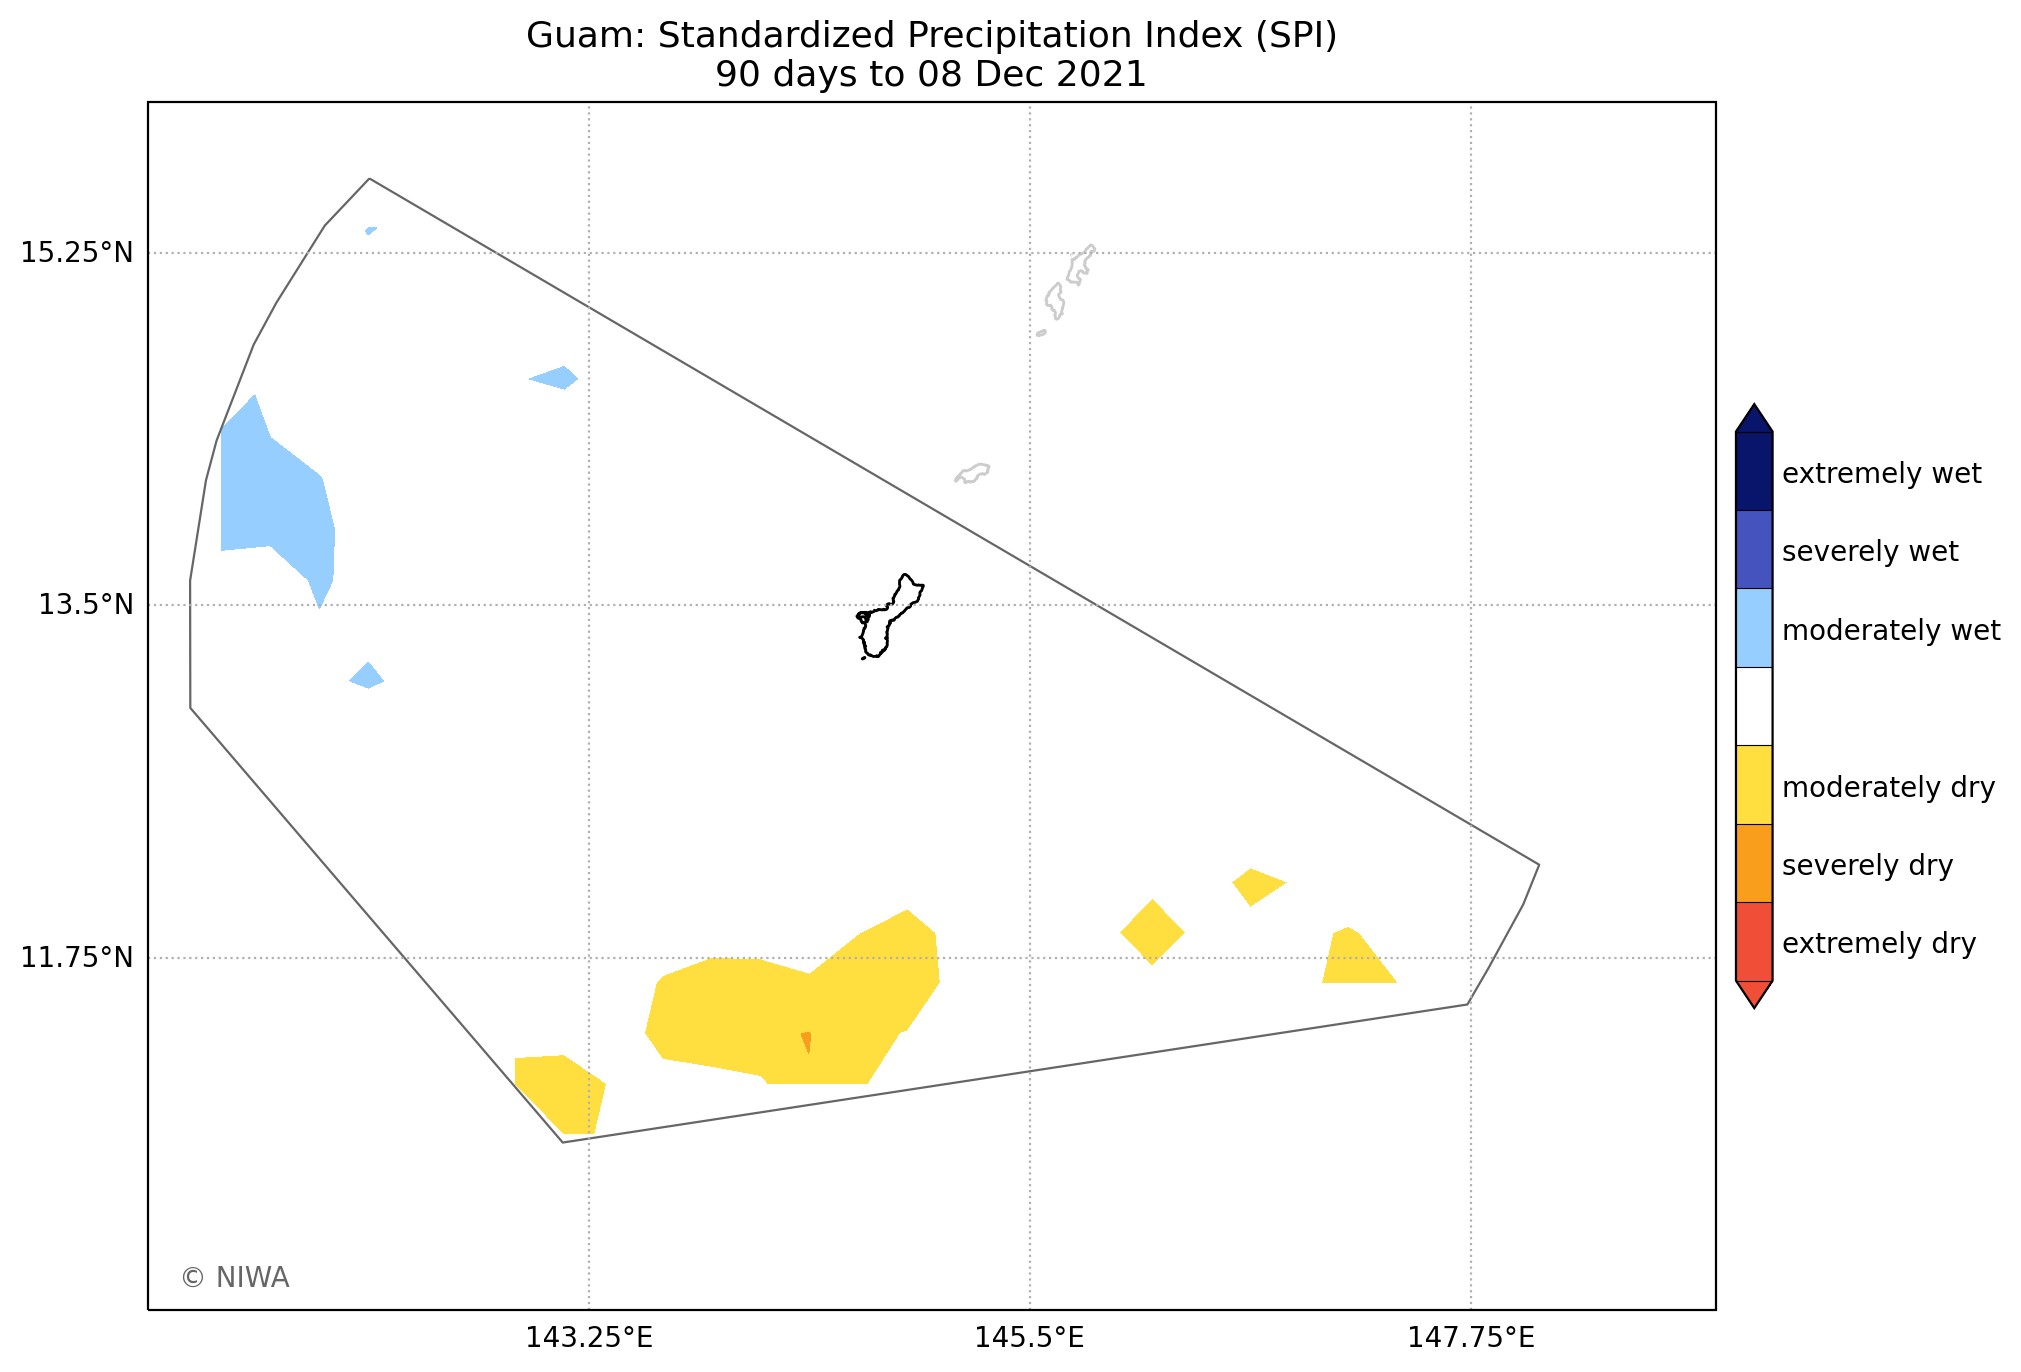 Guam: Standardized Precipitation Index (SPI)
90 days to 08 Dec 2021
15.25°N
13.5°N
11.75°N
143.25°E
145.5°E
147.75°E
extremely wet
severely wet
moderately wet
moderately dry
severely dry
extremely dry
© NIWA